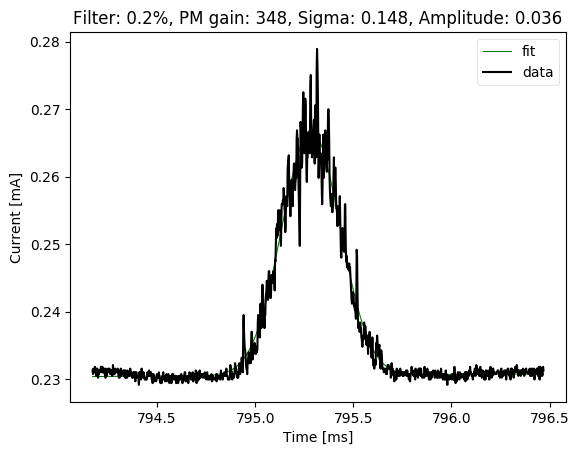 Filter: 0.2%, PM gain: 348, Sigma: 0.148, Amplitude: 0.036
fit
data
0.28
0.27
0.26
0.25
0.24
0.23
Current [mA]
794.5
795.0
795.5
796.0
796.5
Time [ms]